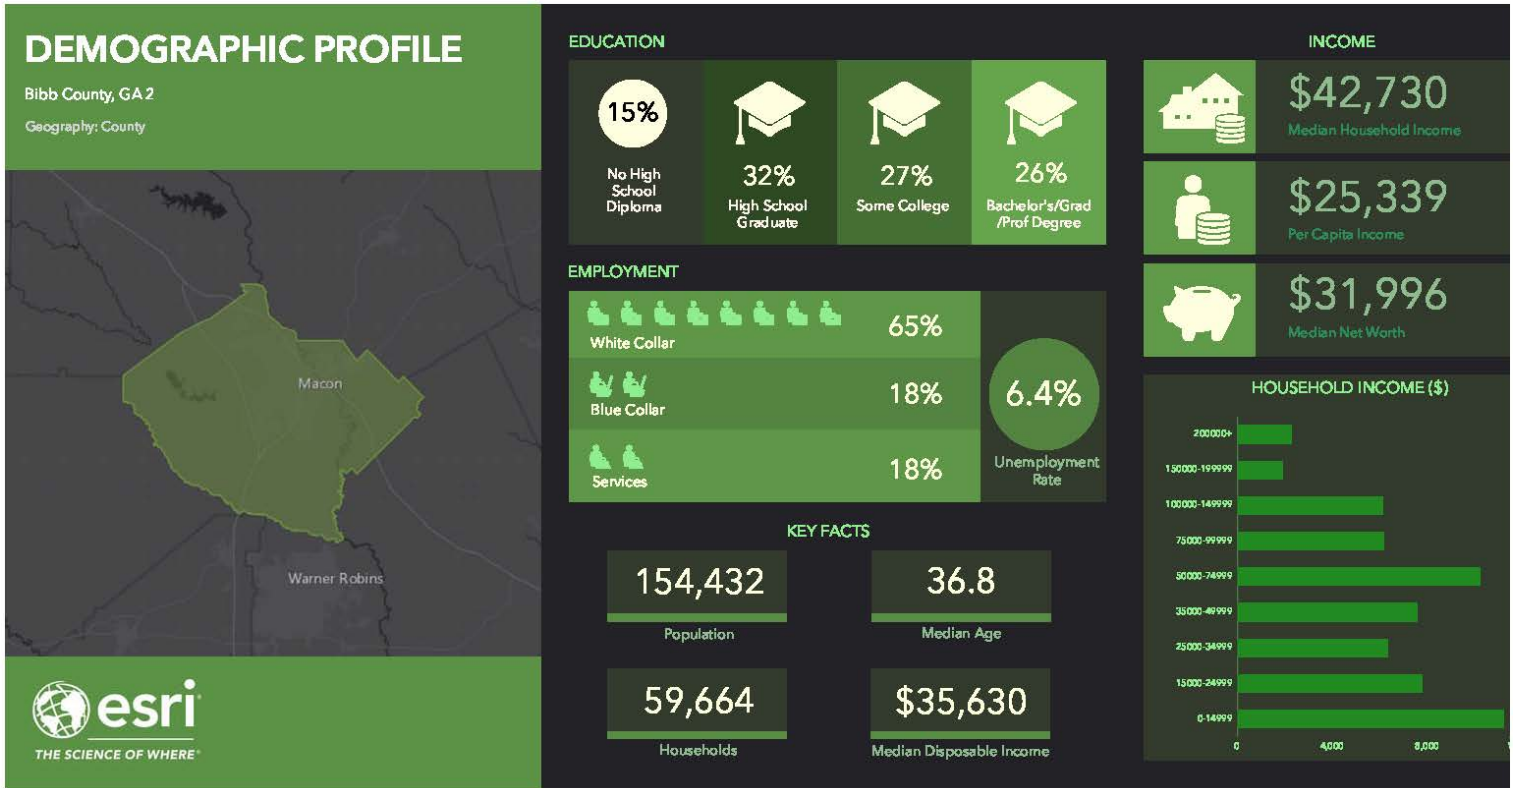 DEMOGRAPHIC PROFILE
Bibb County, GA 2
Geography: County
Macon
Warner Robins
esri
THE SCIENCE OF WHERE®
EDUCATION
15%
No High
School
Diploma
32%
High School
Graduate
27%
Some College
26%
Bachelor's/Grad
/Prof Degree
EMPLOYMENT
White Collar
65%
Blue Collar
18%
Services
18%
6.4%
Unemployment
Rate
KEY FACTS
154,432
Population
36.8
Median Age
59,664
Households
$35,630
Median Disposable Income
INCOME
$42,730
Median Household Income
$25,339
Per Capita Income
$31,996
Median Net Worth
HOUSEHOLD INCOME ($)
200000+
150000-199999
100000-149999
75000-99999
50000-74999
35000-49999
25000-34999
15000-24999
0-14999
0 4,000 8,000